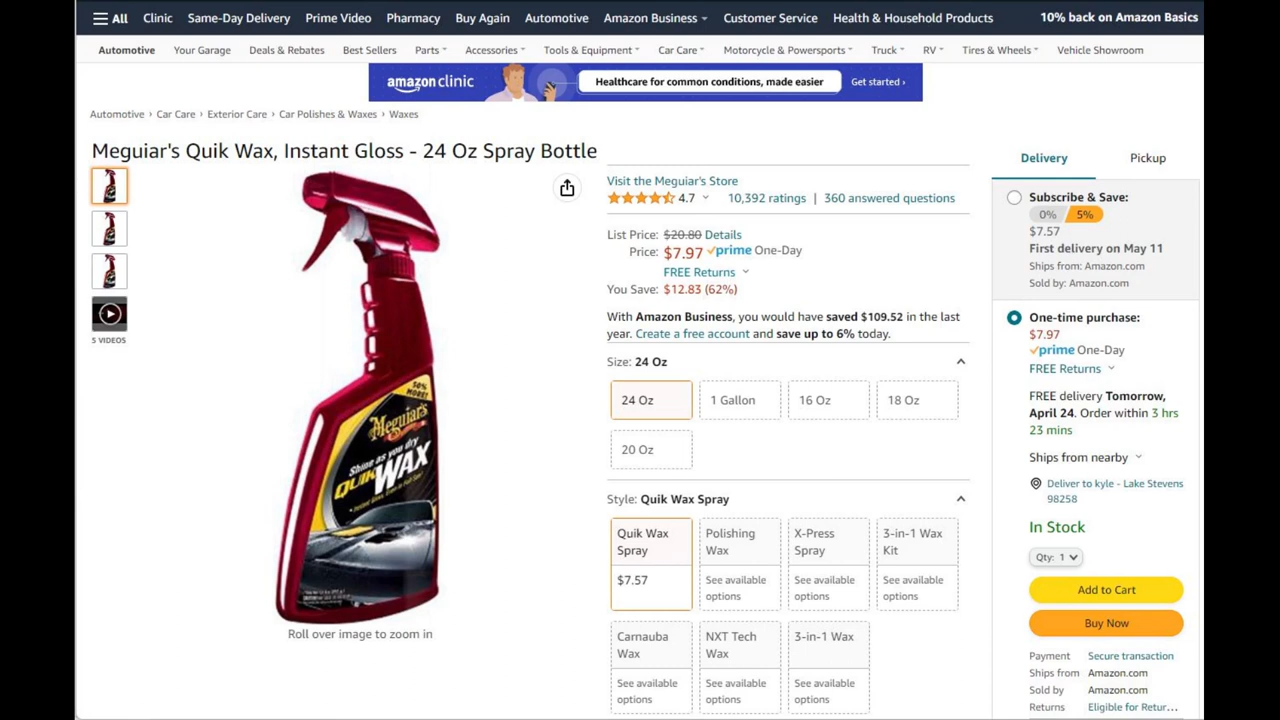 All Clinic Same-Day Delivery Prime Video Pharmacy Buy Again Automotive Amazon Business Customer Service Health & Household Products 10% back on Amazon Basics
Automotive Your Garage Deals & Rebates Best Sellers Parts Accessories Tools & Equipment Car Care Motorcycle & Powersports Truck RV Tires & Wheels Vehicle Showroom
amazon clinic Healthcare for common conditions, made easier Get started ›
Automotive › Car Care › Exterior Care › Car Polishes & Waxes › Waxes
Meguiar's Quik Wax, Instant Gloss - 24 Oz Spray Bottle
5 VIDEOS
50%
MORE!
Meguiar's
Shine as you dry
QUIK WAX
Roll over image to zoom in
Visit the Meguiar's Store
4.7 10,392 ratings | 360 answered questions
List Price: $20.80 Details
Price: $7.97 prime One-Day
FREE Returns
You Save: $12.83 (62%)
With Amazon Business, you would have saved $109.52 in the last
year. Create a free account and save up to 6% today.
Size: 24 Oz
24 Oz 1 Gallon 16 Oz 18 Oz
20 Oz
Style: Quik Wax Spray
Quik Wax
Spray
$7.57
Polishing
Wax
See available
options
X-Press
Spray
See available
options
3-in-1 Wax
Kit
See available
options
Carnauba
Wax
See available
options
NXT Tech
Wax
See available
options
3-in-1 Wax
See available
options
Delivery Pickup
Subscribe & Save:
0% 5%
$7.57
First delivery on May 11
Ships from: Amazon.com
Sold by: Amazon.com
One-time purchase:
$7.97
prime One-Day
FREE Returns
FREE delivery Tomorrow,
April 24. Order within 3 hrs
23 mins
Ships from nearby
Deliver to kyle - Lake Stevens
98258
In Stock
Qty: 1
Add to Cart
Buy Now
Payment Secure transaction
Ships from Amazon.com
Sold by Amazon.com
Returns Eligible for Retur...